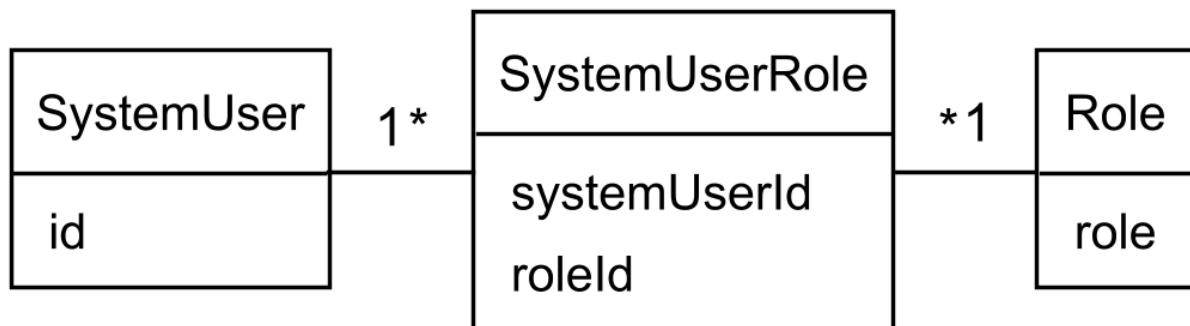 SystemUser
id
1*
SystemUserRole
systemUserId
roleId
*1
Role
role